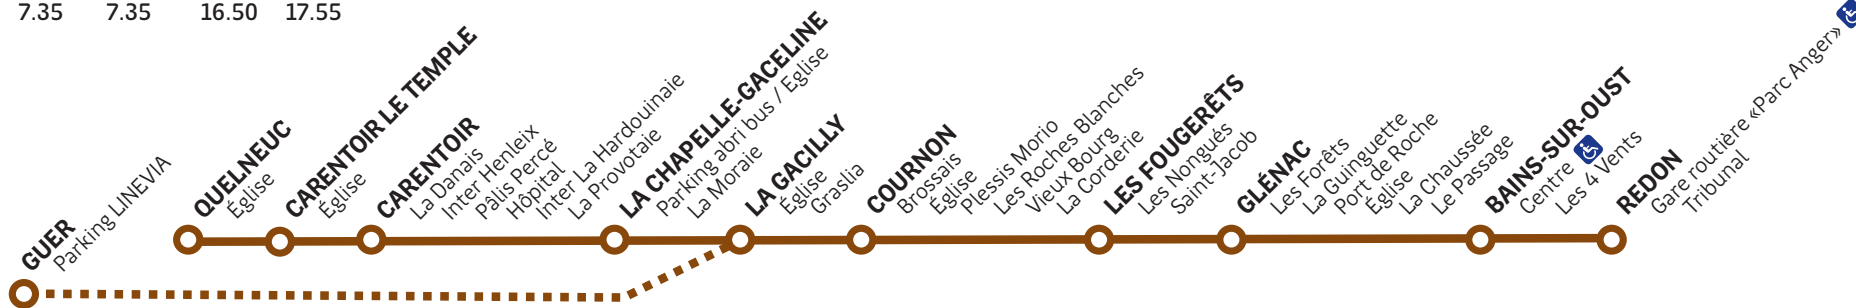 7.35 7.35 16.50 17.55
GUER
Parking LINEVIA
QUELNEUC
Église
CARENTOIR LE TEMPLE
Église
CARENTOIR
La Danais
Inter Henleix
Pâlis Percé
Hôpital
Inter La Hardouinaie
La Provotaie
LA CHAPELLE-GACELINE
Parking abri bus / Eglise
La Moraie
LA GACILLY
Église
Graslia
COURNON
Brossais
Église
Plessis Morio
Les Roches Blanches
Vieux Bourg
La Corderie
LES FOUGERÊTS
Les Nongués
Saint-Jacob
GLÉNAC
Les Forêts
La Guinguette
Port de Roche
Église
La Chaussée
Le Passage
BAINS-SUR-OUST
Centre
Les 4 Vents
REDON
Gare routière «Parc Anger»
Tribunal